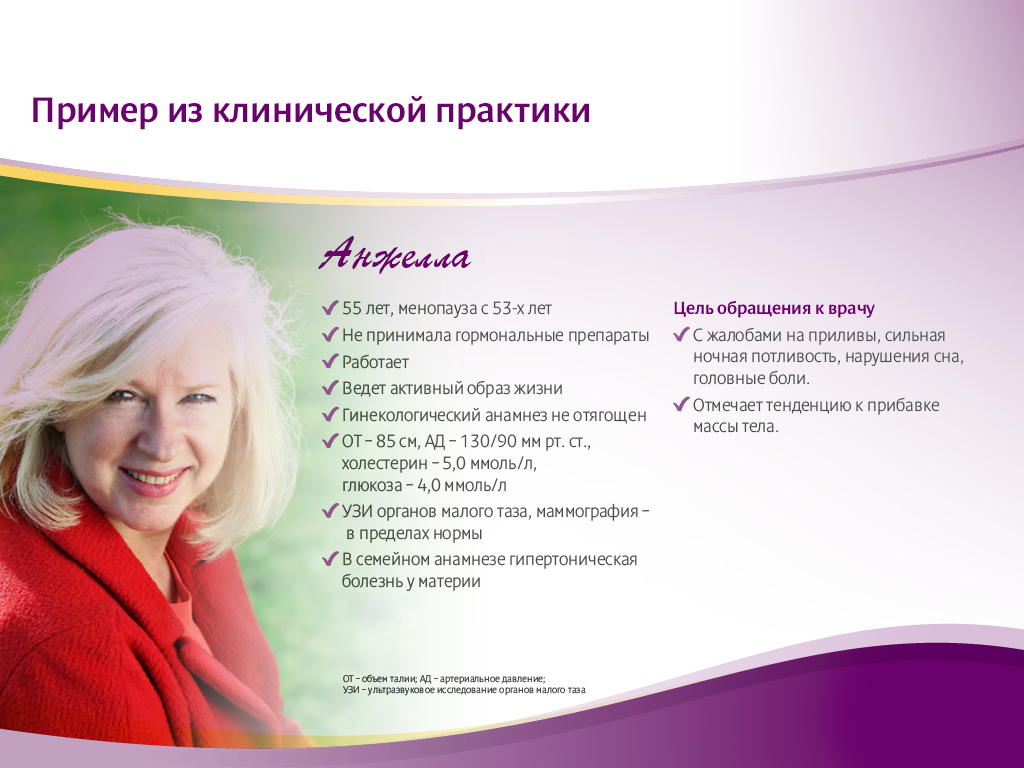 Пример из клинической практики
Анжелла
55 лет, менопауза с 53-х лет
Не принимала гормональные препараты
Работает
Ведет активный образ жизни
Гинекологический анамнез не отягощен
ОТ – 85 см, АД – 130/90 мм рт. ст.,
холестерин – 5,0 ммоль/л,
глюкоза – 4,0 ммоль/л
УЗИ органов малого таза, маммография –
в пределах нормы
В семейном анамнезе гипертоническая
болезнь у материи
Цель обращения к врачу
С жалобами на приливы, сильная
ночная потливость, нарушения сна,
головные боли.
Отмечает тенденцию к прибавке
массы тела.
ОТ – объем талии; АД – артериальное давление;
УЗИ – ультразвуковое исследование органов малого таза